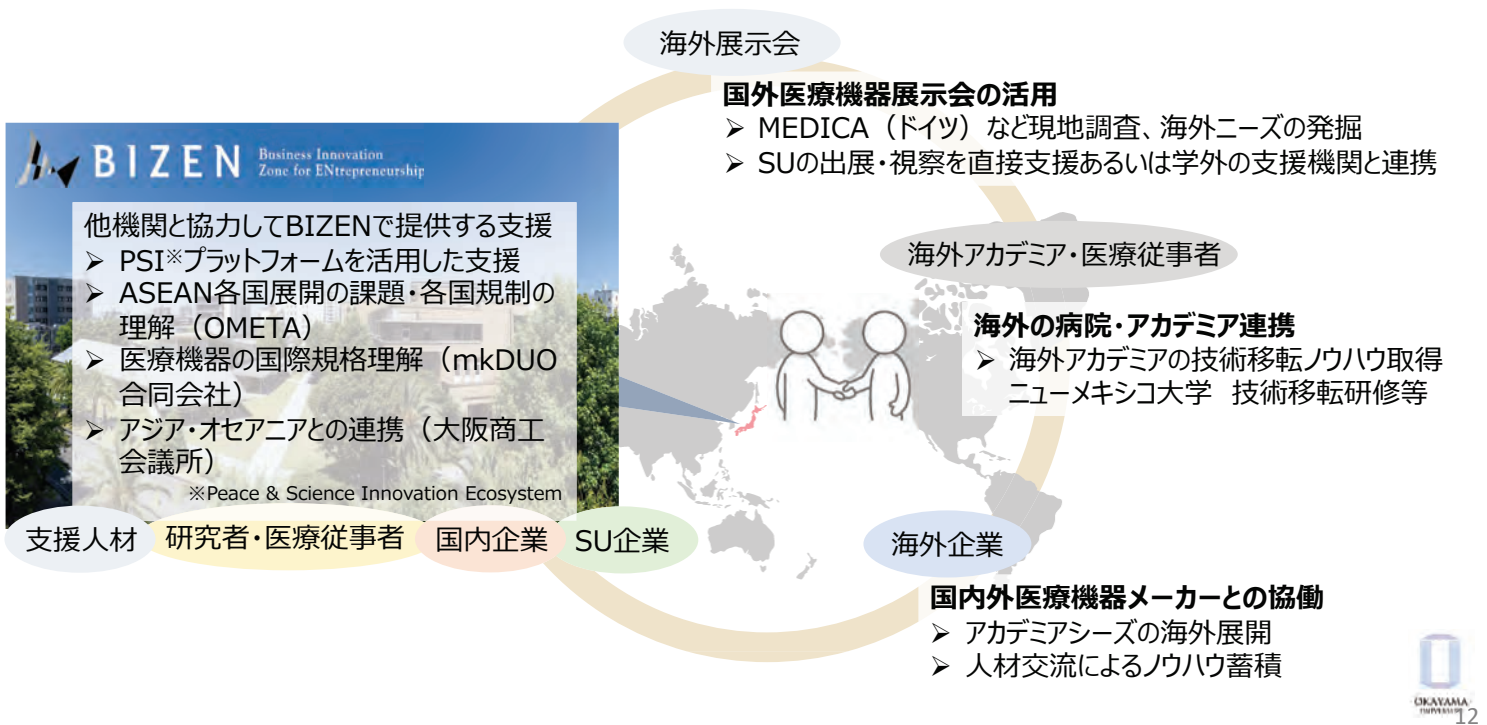 海外展示会
国外医療機器展示会の活用
➢ MEDICA（ドイツ）など現地調査、海外ニーズの発掘
➢ SUの出展・視察を直接支援あるいは学外の支援機関と連携
BIZEN
Business Innovation
Zone for ENtrepreneurship
他機関と協力してBIZENで提供する支援
➢ PSI※プラットフォームを活用した支援
➢ ASEAN各国展開の課題・各国規制の
理解（OMETA）
➢ 医療機器の国際規格理解（mkDUO
合同会社）
➢ アジア・オセアニアとの連携（大阪商工
会議所）
※Peace & Science Innovation Ecosystem
海外アカデミア・医療従事者
海外の病院・アカデミア連携
➢ 海外アカデミアの技術移転ノウハウ取得
ニューメキシコ大学　技術移転研修等
支援人材
研究者・医療従事者
国内企業
SU企業
海外企業
国内外医療機器メーカーとの協働
➢ アカデミアシーズの海外展開
➢ 人材交流によるノウハウ蓄積
OKAYAMA
UNIVERSITY
12